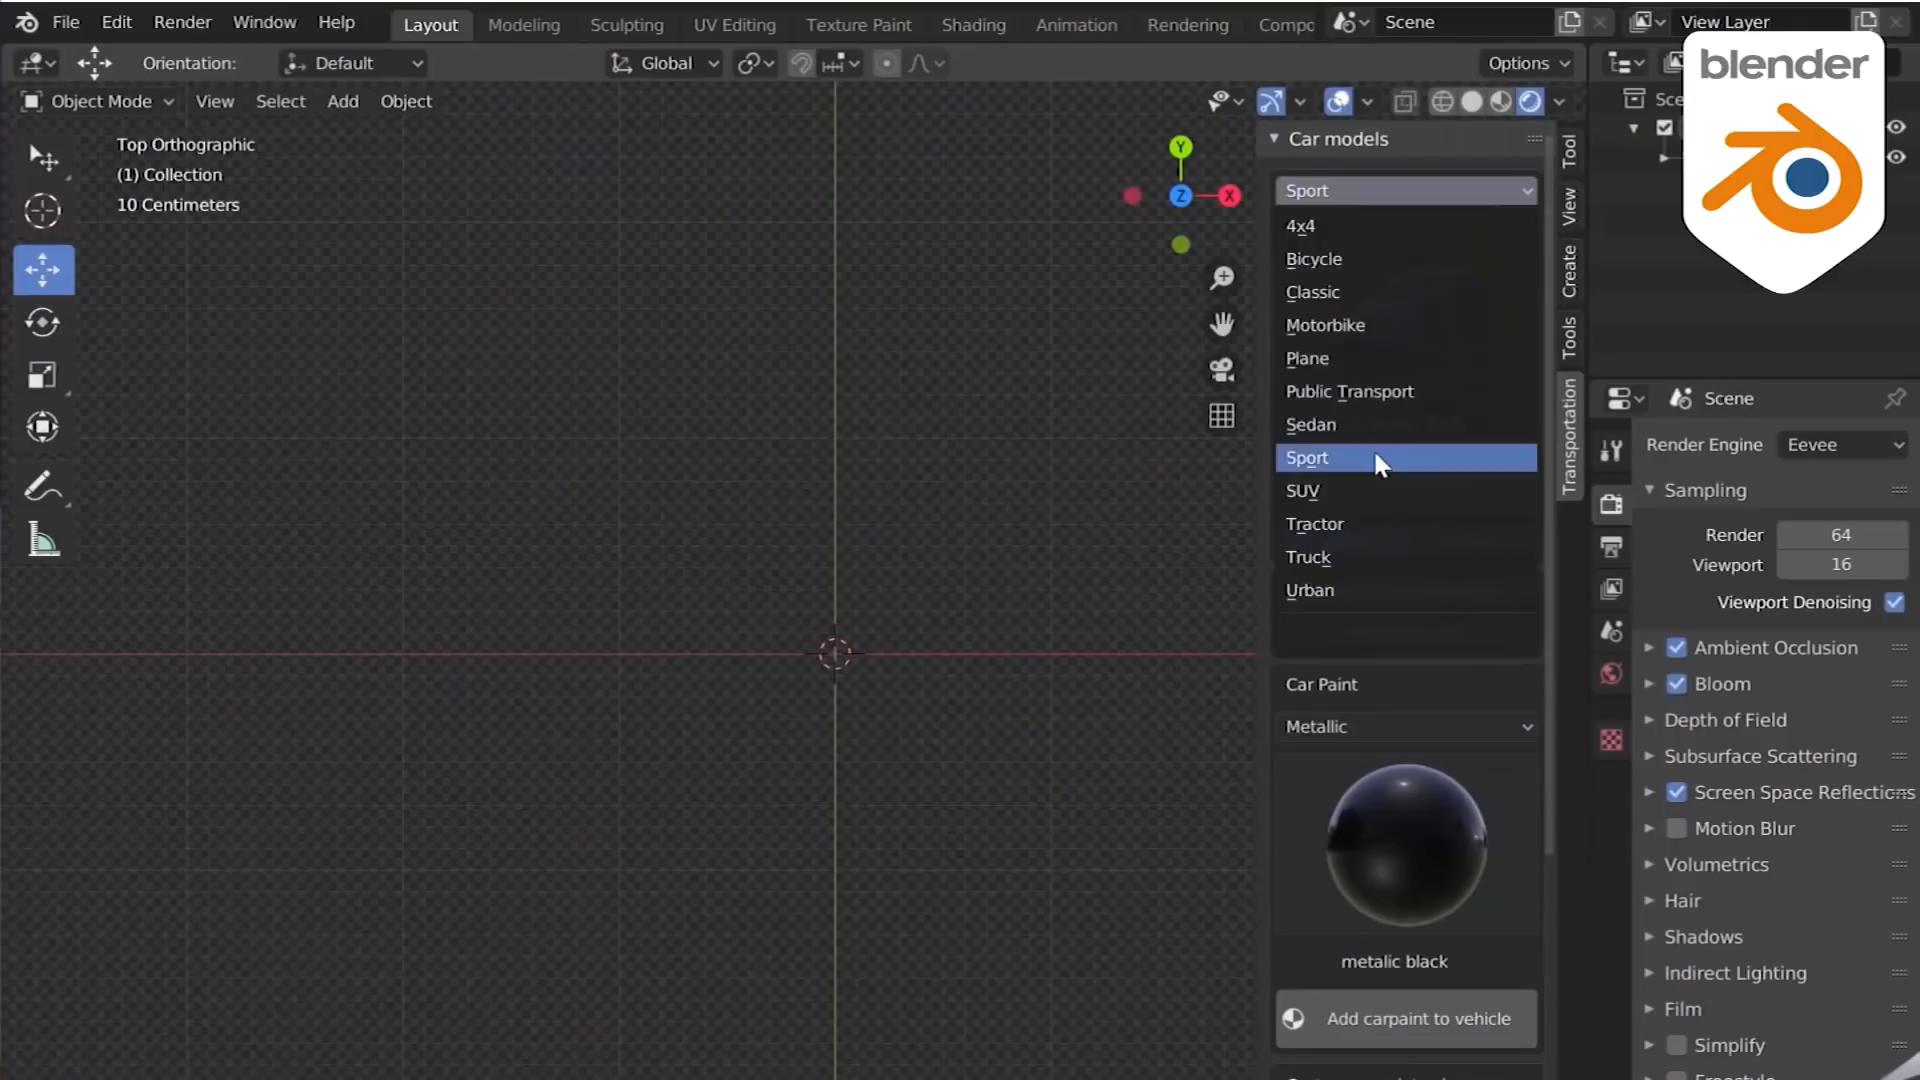 File Edit Render Window Help
Layout Modeling Sculpting UV Editing Texture Paint Shading Animation Rendering Compo
Scene
View Layer
Orientation: Default
Global
Options
Object Mode View Select Add Object
Top Orthographic
(1) Collection
10 Centimeters
Y
Z
X
Car models
Sport
4x4
Bicycle
Classic
Motorbike
Plane
Public Transport
Sedan
Sport
SUV
Tractor
Truck
Urban
Car Paint
Metallic
metalic black
Add carpaint to vehicle
Tool
View
Create
Tools
Transportation
Sce
blender
Scene
Render Engine Eevee
Sampling
Render 64
Viewport 16
Viewport Denoising
Ambient Occlusion
Bloom
Depth of Field
Subsurface Scattering
Screen Space Reflections
Motion Blur
Volumetrics
Hair
Shadows
Indirect Lighting
Film
Simplify